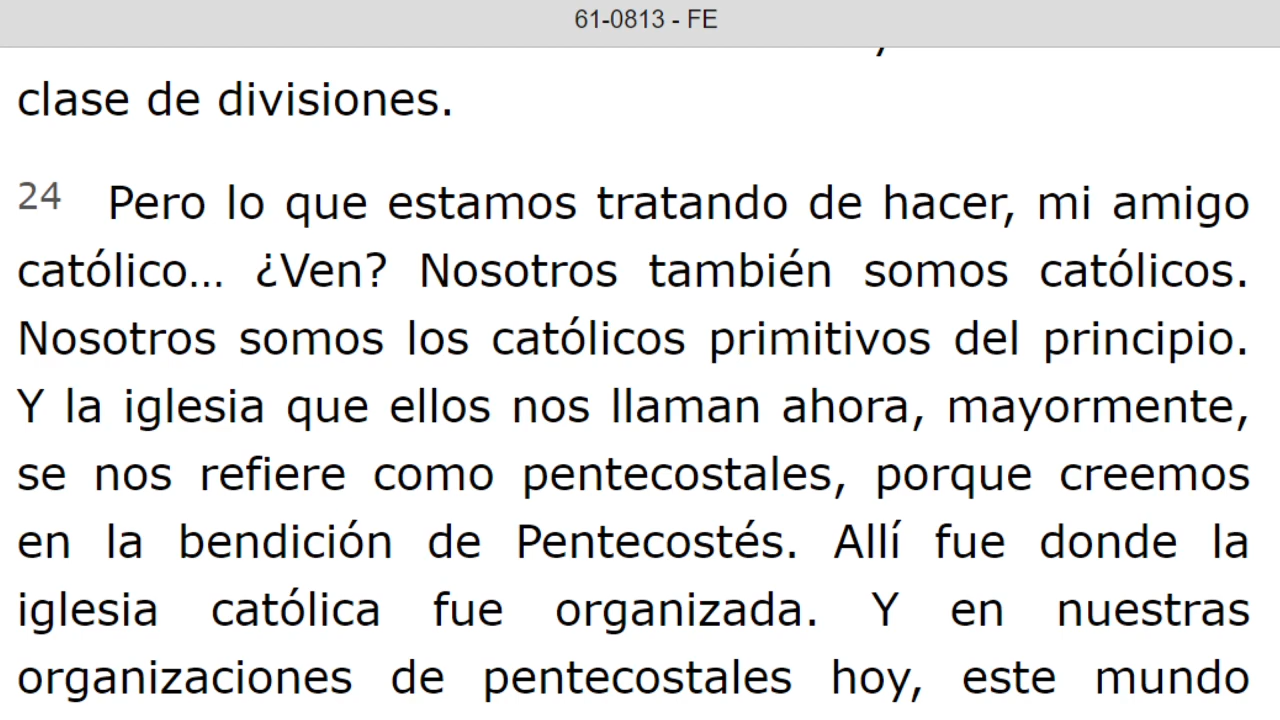 61-0813 - FE
clase de divisiones.
24 Pero lo que estamos tratando de hacer, mi amigo
católico... ¿Ven? Nosotros también somos católicos.
Nosotros somos los católicos primitivos del principio.
Y la iglesia que ellos nos llaman ahora, mayormente,
se nos refiere como pentecostales, porque creemos
en la bendición de Pentecostés. Allí fue donde la
iglesia católica fue organizada. Y en nuestras
organizaciones de pentecostales hoy, este mundo